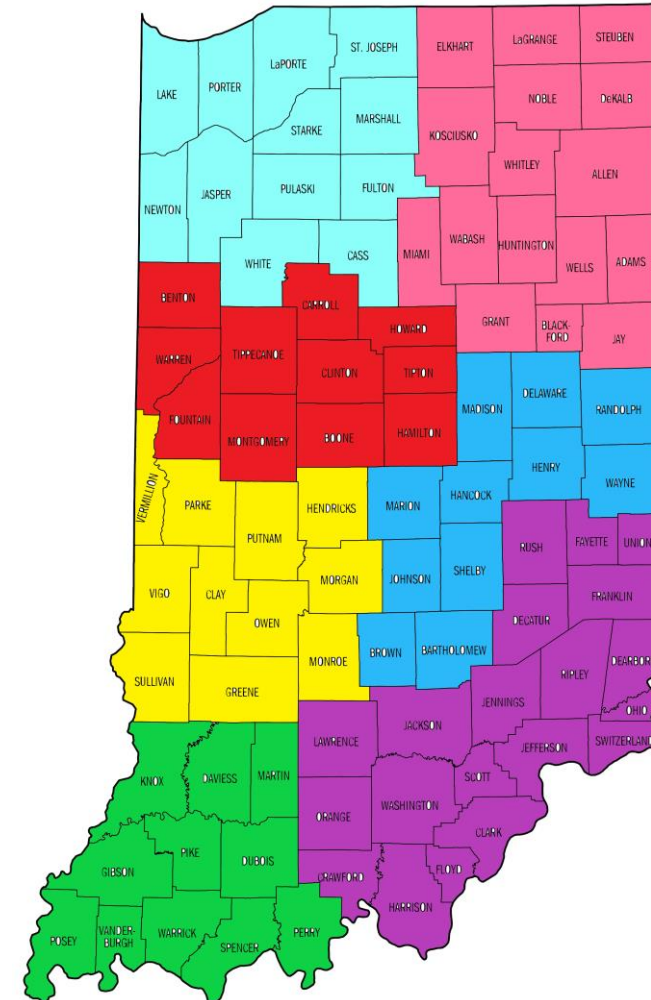 ST. JOSEPH
ELKHART
LaGRANGE
STEUBEN
LAKE
PORTER
LaPORTE
NOBLE
DeKALB
STARKE
MARSHALL
KOSCIUSKO
WHITLEY
ALLEN
NEWTON
JASPER
PULASKI
FULTON
WHITE
CASS
MIAMI
WABASH
HUNTINGTON
WELLS
ADAMS
BENTON
CARROLL
HOWARD
GRANT
BLACK-
FORD
JAY
WARREN
TIPPECANOE
CLINTON
TIPTON
MADISON
DELAWARE
RANDOLPH
FOUNTAIN
MONTGOMERY
BOONE
HAMILTON
HENRY
WAYNE
VERMILLION
PARKE
PUTNAM
HENDRICKS
MARION
HANCOCK
RUSH
FAYETTE
UNION
VIGO
CLAY
OWEN
MORGAN
JOHNSON
SHELBY
FRANKLIN
DECATUR
SULLIVAN
GREENE
MONROE
BROWN
BARTHOLOMEW
JENNINGS
RIPLEY
DEARBOR
OHIO
KNOX
DAVIESS
MARTIN
LAWRENCE
JACKSON
JEFFERSON
SWITZERLAND
ORANGE
WASHINGTON
SCOTT
CLARK
GIBSON
PIKE
DUBOIS
CRAWFORD
FLOYD
HARRISON
POSEY
VANDER-
BURGH
WARRICK
SPENCER
PERRY